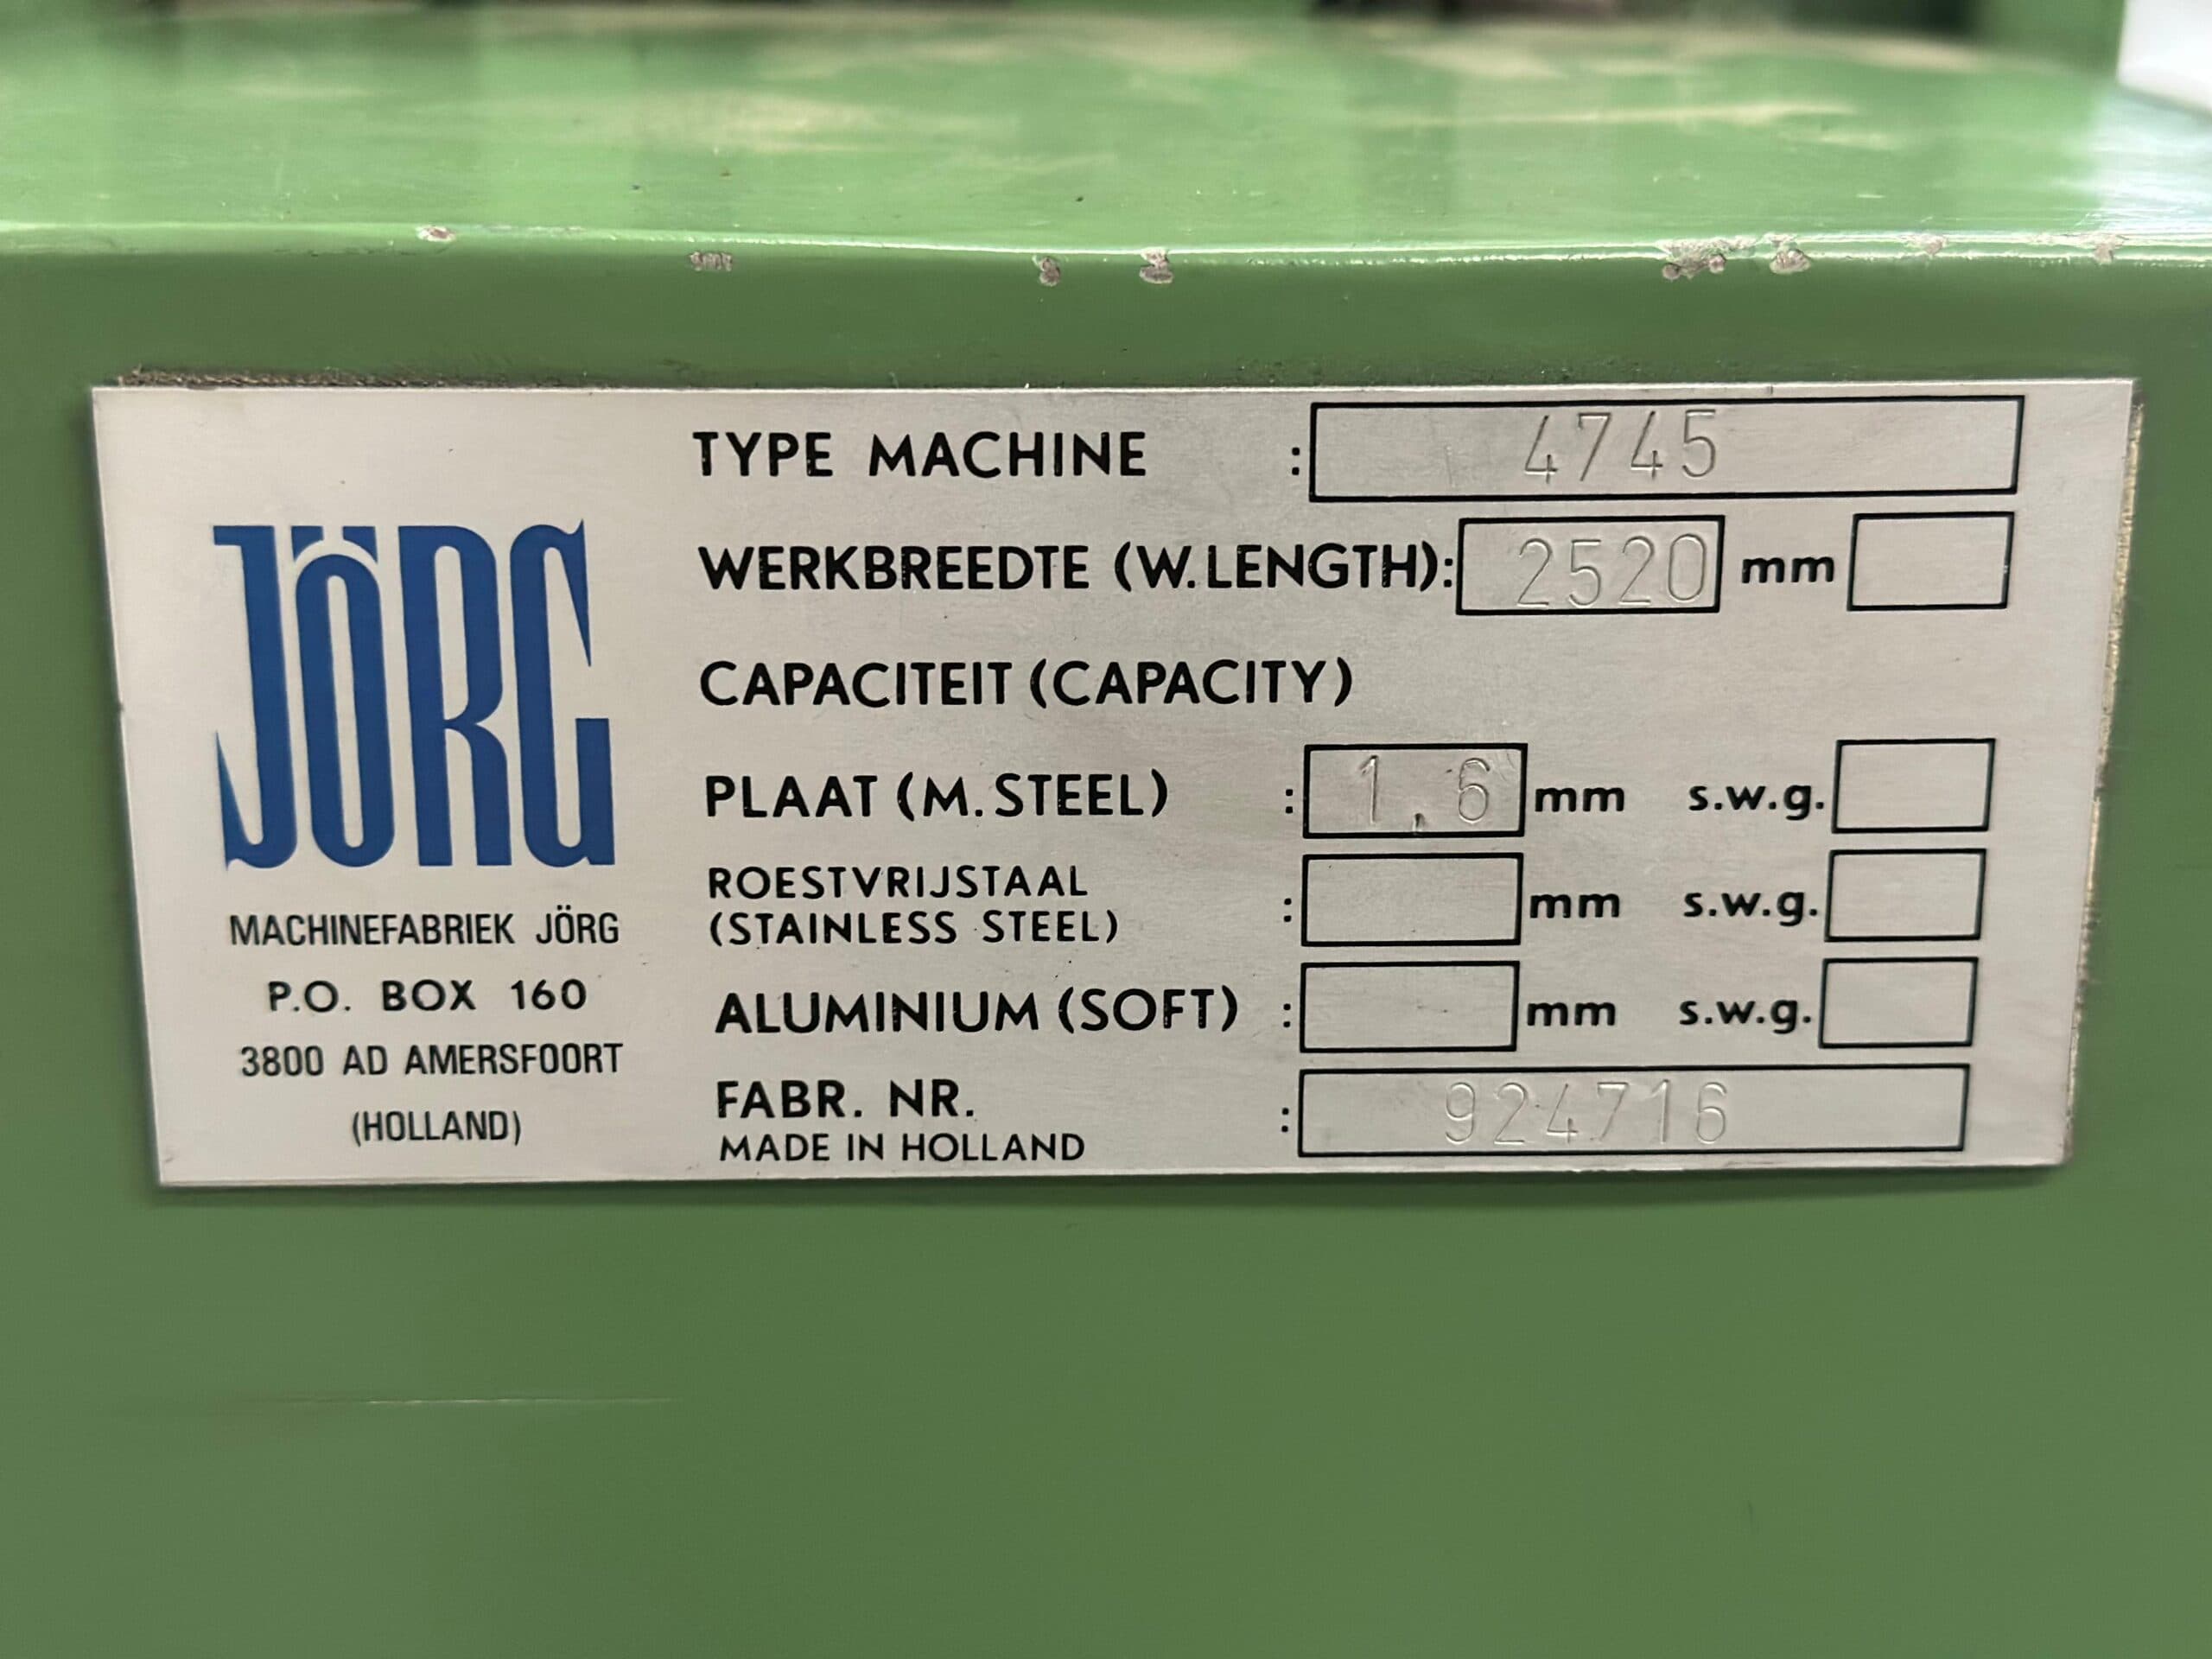 JÖRG
MACHINEFABRIEK JÖRG
P.O. BOX 160
3800 AD AMERSFOORT
(HOLLAND)
TYPE MACHINE : 4745
WERKBREEDTE (W.LENGTH): 2520 mm
CAPACITEIT (CAPACITY)
PLAAT (M. STEEL) : 1,6 mm s.w.g.
ROESTVRIJSTAAL
(STAINLESS STEEL) : mm s.w.g.
ALUMINIUM (SOFT) : mm s.w.g.
FABR. NR. : 924716
MADE IN HOLLAND